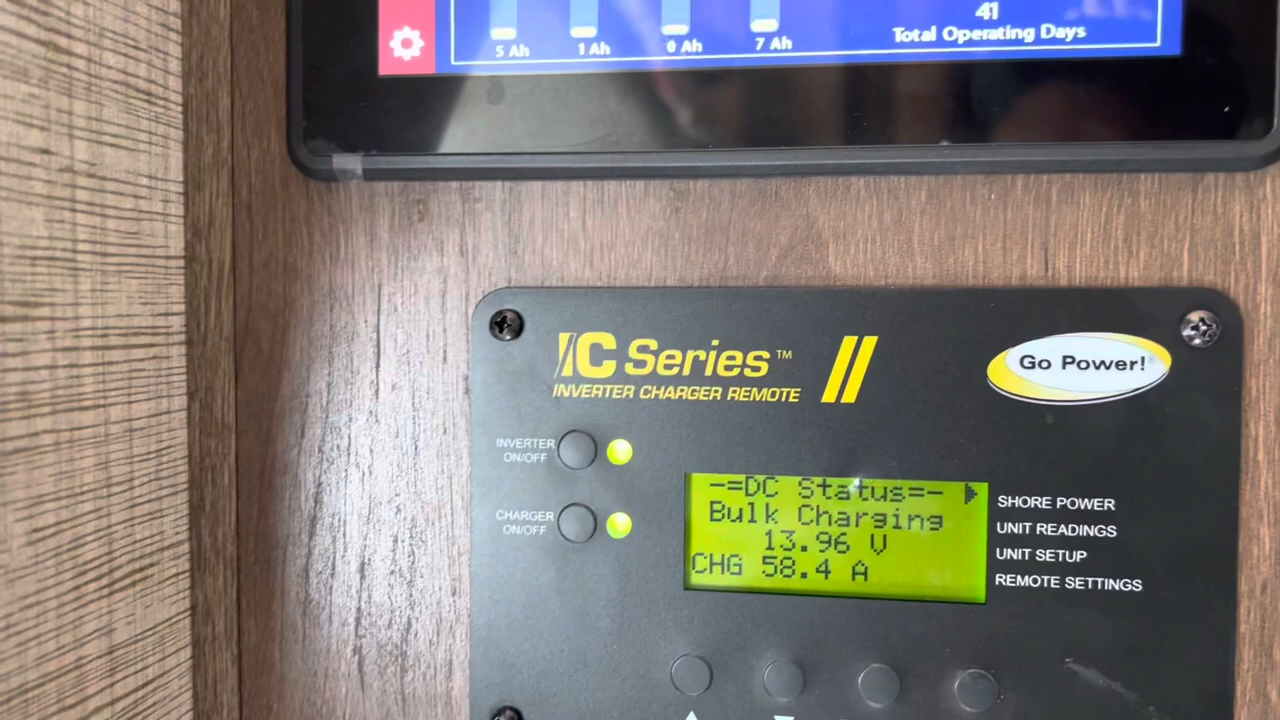 5 Ah 1 Ah 0 Ah 7 Ah
41
Total Operating Days
IC Series™
INVERTER CHARGER REMOTE
Go Power!®
INVERTER
ON/OFF
CHARGER
ON/OFF
-=DC Status=-
Bulk Charging
13.96 V
CHG 58.4 A
SHORE POWER
UNIT READINGS
UNIT SETUP
REMOTE SETTINGS